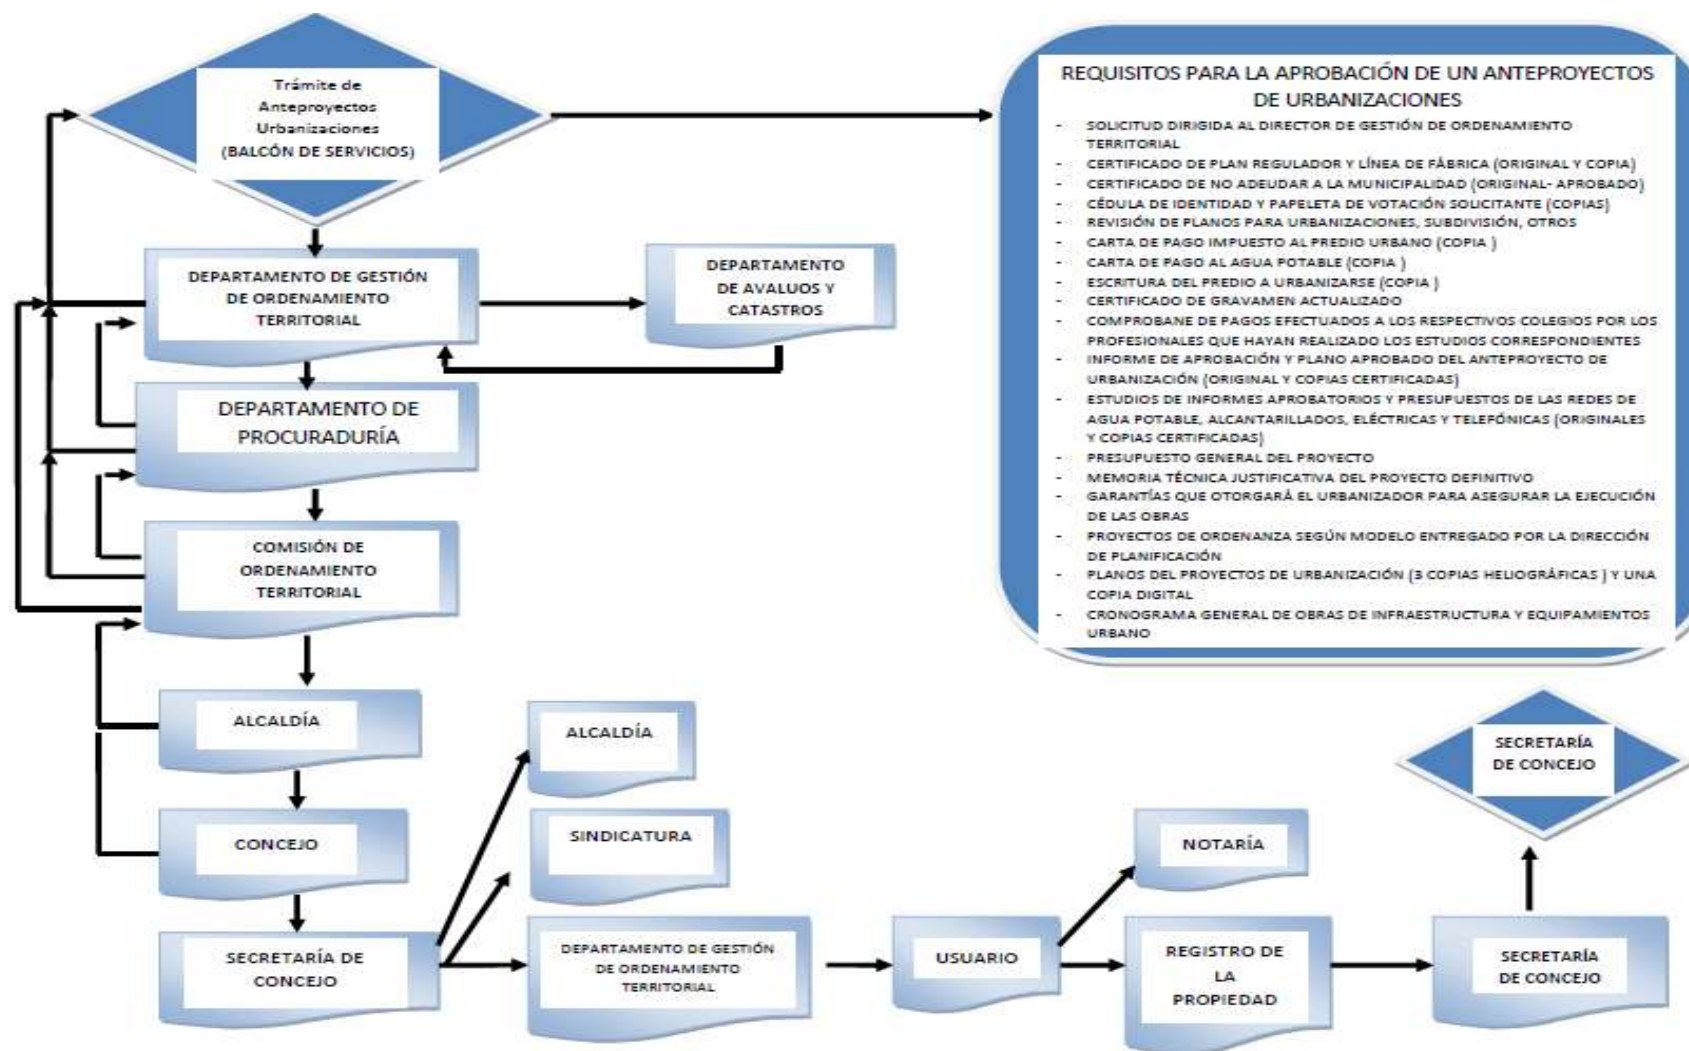 Trámite de
Anteproyectos
Urbanizaciones
(BALCÓN DE SERVICIOS)
REQUISITOS PARA LA APROBACIÓN DE UN ANTEPROYECTOS
DE URBANIZACIONES
- SOLICITUD DIRIGIDA AL DIRECTOR DE GESTIÓN DE ORDENAMIENTO
TERRITORIAL
- CERTIFICADO DE PLAN REGULADOR Y LÍNEA DE FÁBRICA (ORIGINAL Y COPIA)
- CERTIFICADO DE NO ADEUDAR A LA MUNICIPALIDAD (ORIGINAL- APROBADO)
- CÉDULA DE IDENTIDAD Y PAPELETA DE VOTACIÓN SOLICITANTE (COPIAS)
- REVISIÓN DE PLANOS PARA URBANIZACIONES, SUBDIVISIÓN, OTROS
- CARTA DE PAGO IMPUESTO AL PREDIO URBANO (COPIA )
- CARTA DE PAGO AL AGUA POTABLE (COPIA )
- ESCRITURA DEL PREDIO A URBANIZARSE (COPIA )
- CERTIFICADO DE GRAVAMEN ACTUALIZADO
- COMPROBANE DE PAGOS EFECTUADOS A LOS RESPECTIVOS COLEGIOS POR LOS
PROFESIONALES QUE HAYAN REALIZADO LOS ESTUDIOS CORRESPONDIENTES
- INFORME DE APROBACIÓN Y PLANO APROBADO DEL ANTEPROYECTO DE
URBANIZACIÓN (ORIGINAL Y COPIAS CERTIFICADAS)
- ESTUDIOS DE INFORMES APROBATORIOS Y PRESUPUESTOS DE LAS REDES DE
AGUA POTABLE, ALCANTARILLADOS, ELÉCTRICAS Y TELEFÓNICAS (ORIGINALES
Y COPIAS CERTIFICADAS)
- PRESUPUESTO GENERAL DEL PROYECTO
- MEMORIA TÉCNICA JUSTIFICATIVA DEL PROYECTO DEFINITIVO
- GARANTÍAS QUE OTORGARÁ EL URBANIZADOR PARA ASEGURAR LA EJECUCIÓN
DE LAS OBRAS
- PROYECTOS DE ORDENANZA SEGÚN MODELO ENTREGADO POR LA DIRECCIÓN
DE PLANIFICACIÓN
- PLANOS DEL PROYECTOS DE URBANIZACIÓN (3 COPIAS HELIOGRÁFICAS ) Y UNA
COPIA DIGITAL
- CRONOGRAMA GENERAL DE OBRAS DE INFRAESTRUCTURA Y EQUIPAMIENTOS
URBANO
DEPARTAMENTO DE GESTIÓN
DE ORDENAMIENTO
TERRITORIAL
DEPARTAMENTO
DE AVALUOS Y
CATASTROS
DEPARTAMENTO DE
PROCURADURÍA
COMISIÓN DE
ORDENAMIENTO
TERRITORIAL
ALCALDÍA
CONCEJO
SECRETARÍA DE
CONCEJO
ALCALDÍA
SINDICATURA
DEPARTAMENTO DE GESTIÓN
DE ORDENAMIENTO
TERRITORIAL
USUARIO
NOTARÍA
REGISTRO DE
LA
PROPIEDAD
SECRETARÍA
DE CONCEJO
SECRETARÍA
DE CONCEJO